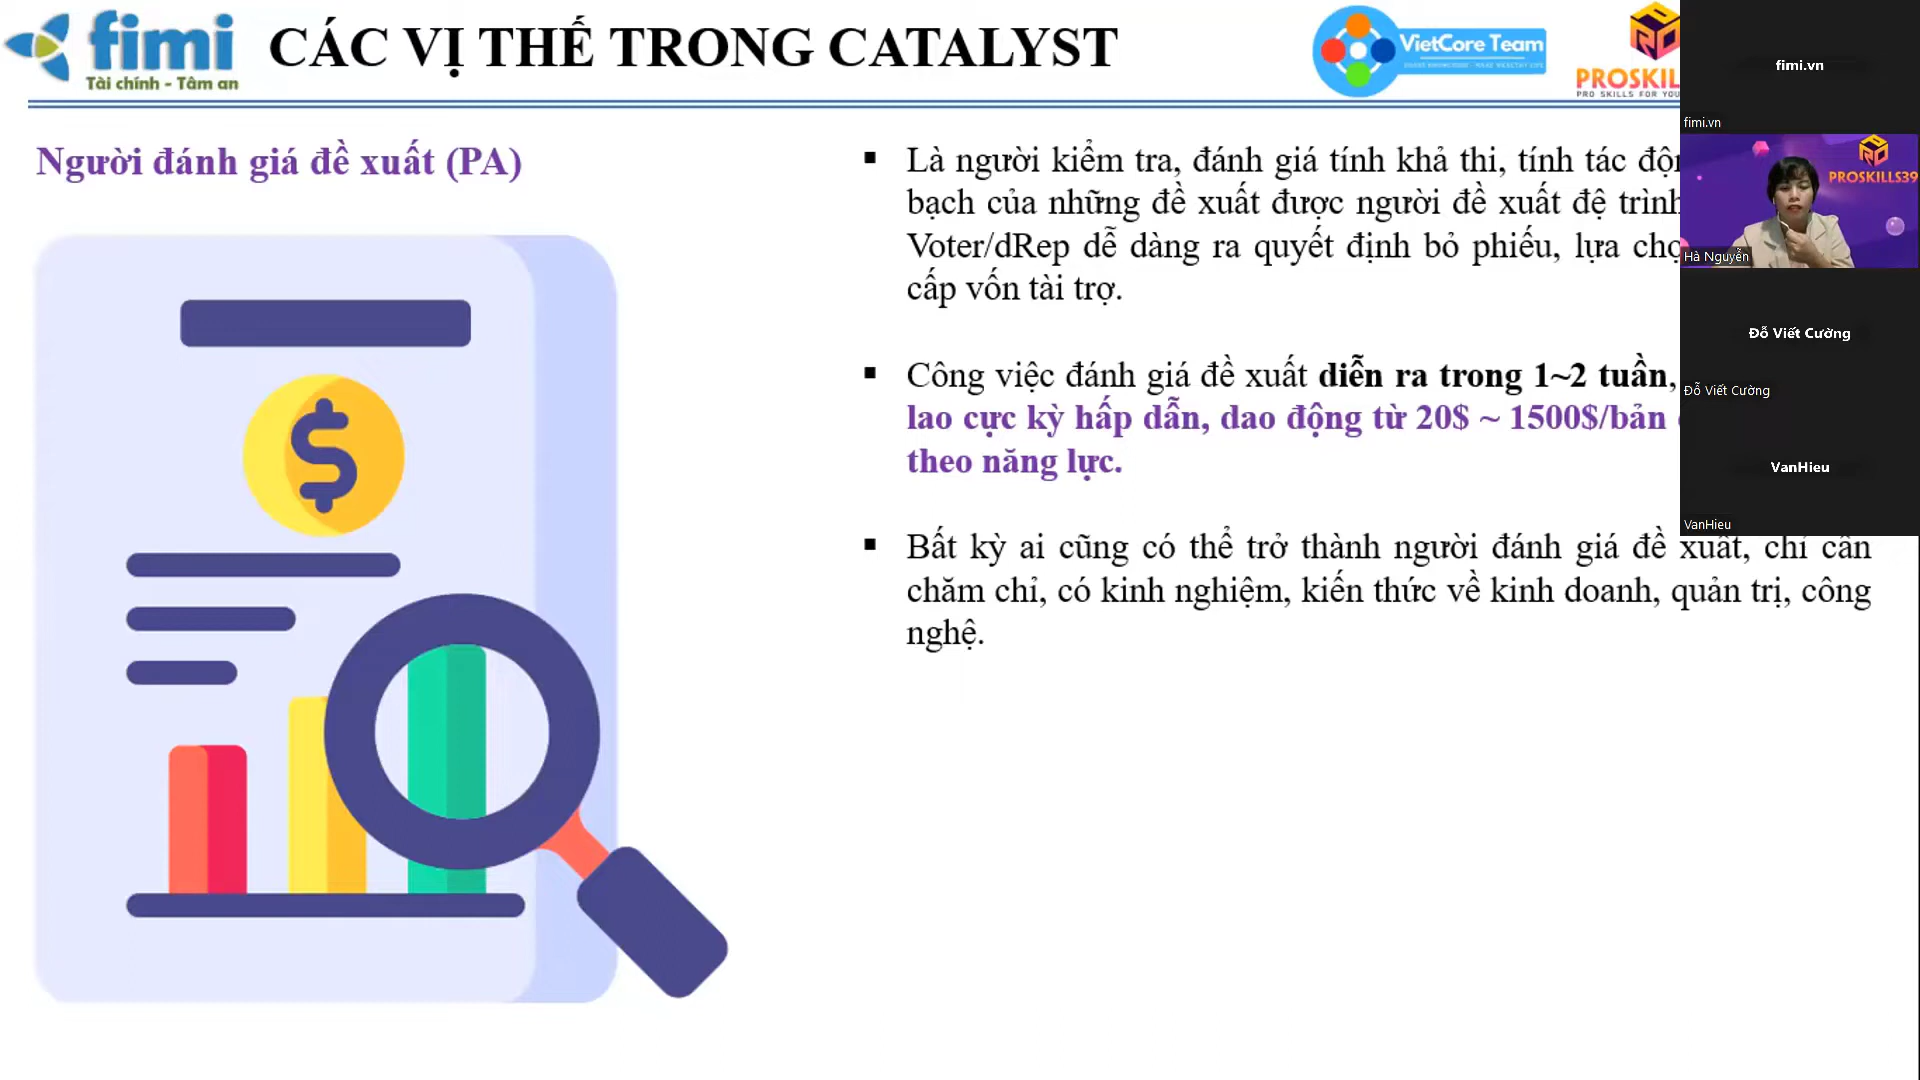 fimi
Tài chính - Tâm an
CÁC VỊ THẾ TRONG CATALYST
VietCore Team
PROSKIL
PRO SKILLS FOR YOU
Người đánh giá đề xuất (PA)
$
▪ Là người kiểm tra, đánh giá tính khả thi, tính tác
bạch của những đề xuất được người đề xuất đệ trình
Voter/dRep dễ dàng ra quyết định bỏ phiếu, lựa
cấp vốn tài trợ.
▪ Công việc đánh giá đề xuất diễn ra trong 1~2 tuần,
lao cực kỳ hấp dẫn, dao động từ 20$ ~ 1500$/bản
theo năng lực.
▪ Bất kỳ ai cũng có thể trở thành người đánh giá đề xuất, chỉ cần
chăm chỉ, có kinh nghiệm, kiến thức về kinh doanh, quản trị, công
nghệ.
fimi.vn
fimi.vn
PRO
PROSKILLS39
Hà Nguyễn
Đỗ Viết Cường
Đỗ Viết Cường
VanHieu
VanHieu